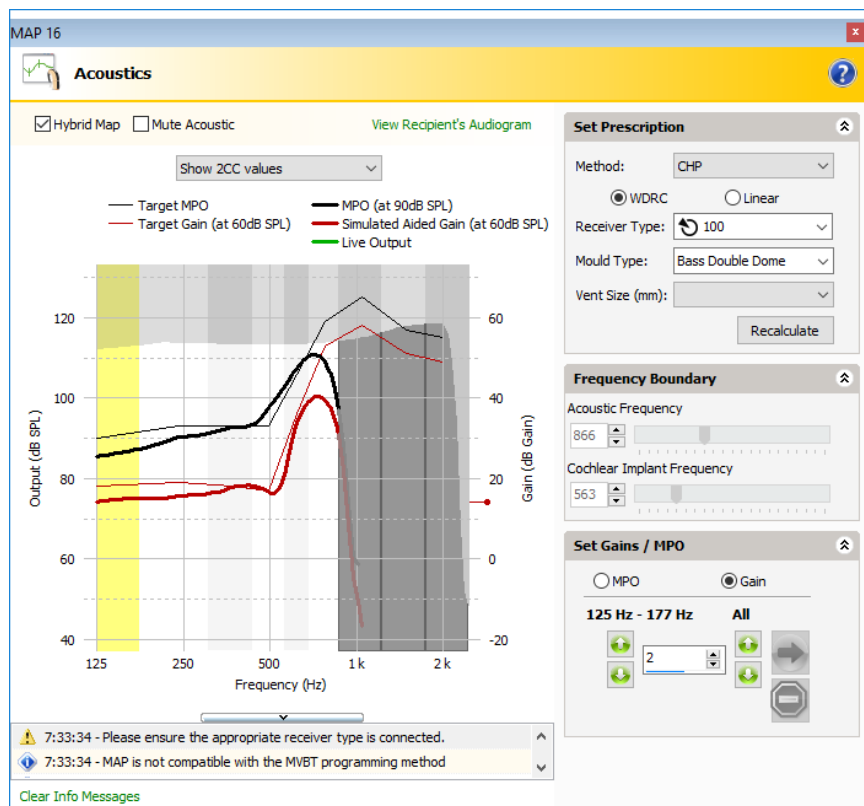 MAP 16
x
Acoustics
?
Hybrid Map Mute Acoustic View Recipient's Audiogram
Show 2CC values
Target MPO MPO (at 90dB SPL)
Target Gain (at 60dB SPL) Simulated Aided Gain (at 60dB SPL)
Live Output
Output (dB SPL)
120
100
80
60
40
125 250 500 1 k 2 k
Frequency (Hz)
60
40
20
0
-20
Gain (dB Gain)
7:33:34 - Please ensure the appropriate receiver type is connected.
7:33:34 - MAP is not compatible with the MVBT programming method
Clear Info Messages
Set Prescription
Method: CHP
WDRC Linear
Receiver Type: 100
Mould Type: Bass Double Dome
Vent Size (mm):
Recalculate
Frequency Boundary
Acoustic Frequency
866
Cochlear Implant Frequency
563
Set Gains / MPO
MPO Gain
125 Hz - 177 Hz All
2